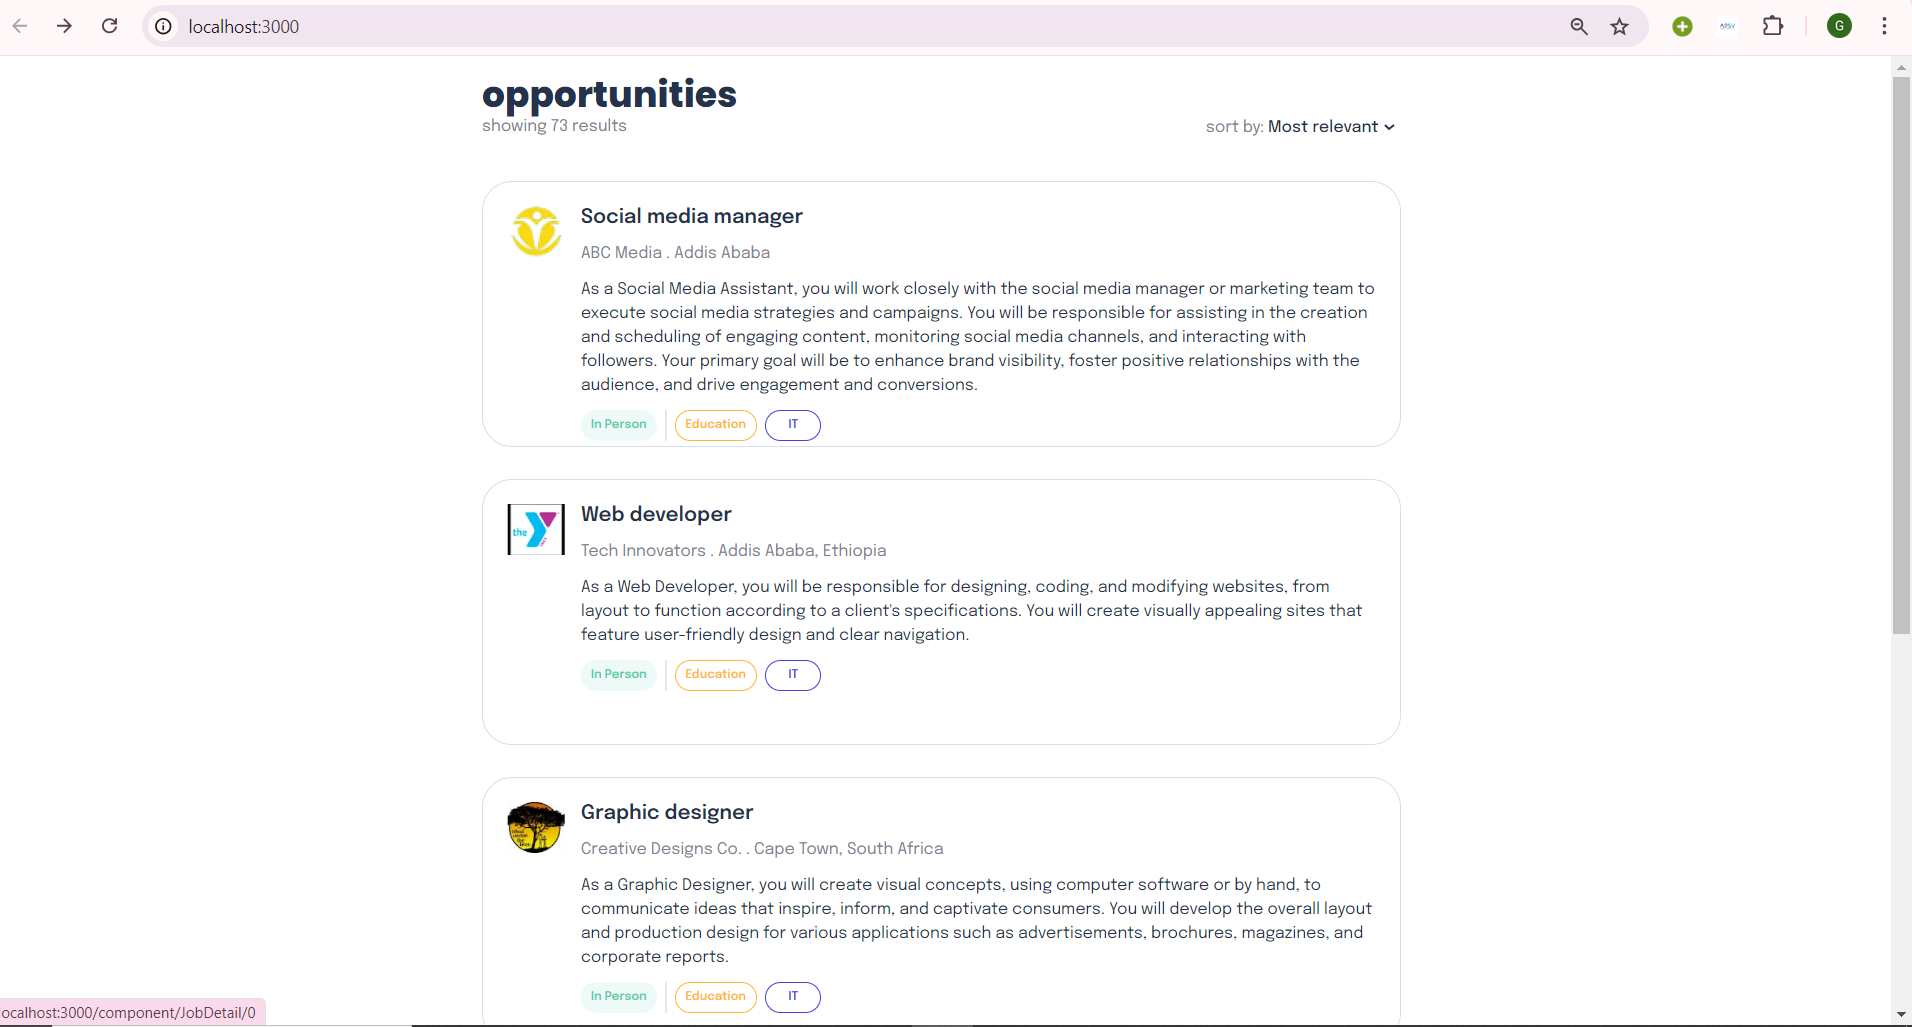 localhost:3000
G
opportunities
showing 73 results
sort by: Most relevant
Social media manager
ABC Media . Addis Ababa
As a Social Media Assistant, you will work closely with the social media manager or marketing team to
execute social media strategies and campaigns. You will be responsible for assisting in the creation
and scheduling of engaging content, monitoring social media channels, and interacting with
followers. Your primary goal will be to enhance brand visibility, foster positive relationships with the
audience, and drive engagement and conversions.
In Person Education IT
the
Web developer
Tech Innovators . Addis Ababa, Ethiopia
As a Web Developer, you will be responsible for designing, coding, and modifying websites, from
layout to function according to a client's specifications. You will create visually appealing sites that
feature user-friendly design and clear navigation.
In Person Education IT
Graphic designer
Creative Designs Co. . Cape Town, South Africa
As a Graphic Designer, you will create visual concepts, using computer software or by hand, to
communicate ideas that inspire, inform, and captivate consumers. You will develop the overall layout
and production design for various applications such as advertisements, brochures, magazines, and
corporate reports.
In Person Education IT
localhost:3000/component/JobDetail/0